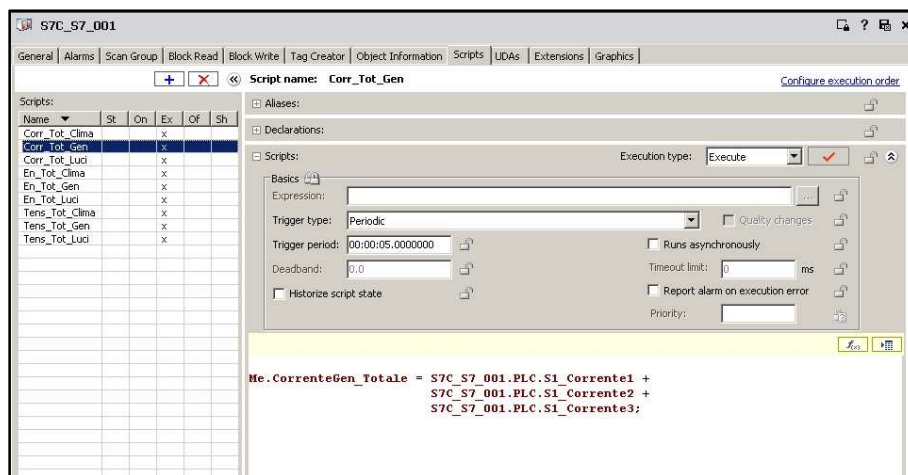 S7C_S7_001
General Alarms Scan Group Block Read Block Write Tag Creator Object Information Scripts UDAs Extensions Graphics
Script name: Corr_Tot_Gen Configure execution order
Scripts:
Name St On Ex Of Sh
Corr_Tot_Clima x
Corr_Tot_Gen x
Corr_Tot_Luci x
En_Tot_Clima x
En_Tot_Gen x
En_Tot_Luci x
Tens_Tot_Clima x
Tens_Tot_Gen x
Tens_Tot_Luci x
Aliases:
Declarations:
Scripts: Execution type: Execute
Basics
Expression: ...
Trigger type: Periodic Quality changes
Trigger period: 00:00:05.0000000 Runs asynchronously
Deadband: 0.0 Timeout limit: 0 ms
Historize script state Report alarm on execution error
Priority:
f(x)
Me.CorrenteGen_Totale = S7C_S7_001.PLC.S1_Corrente1 +
S7C_S7_001.PLC.S1_Corrente2 +
S7C_S7_001.PLC.S1_Corrente3;